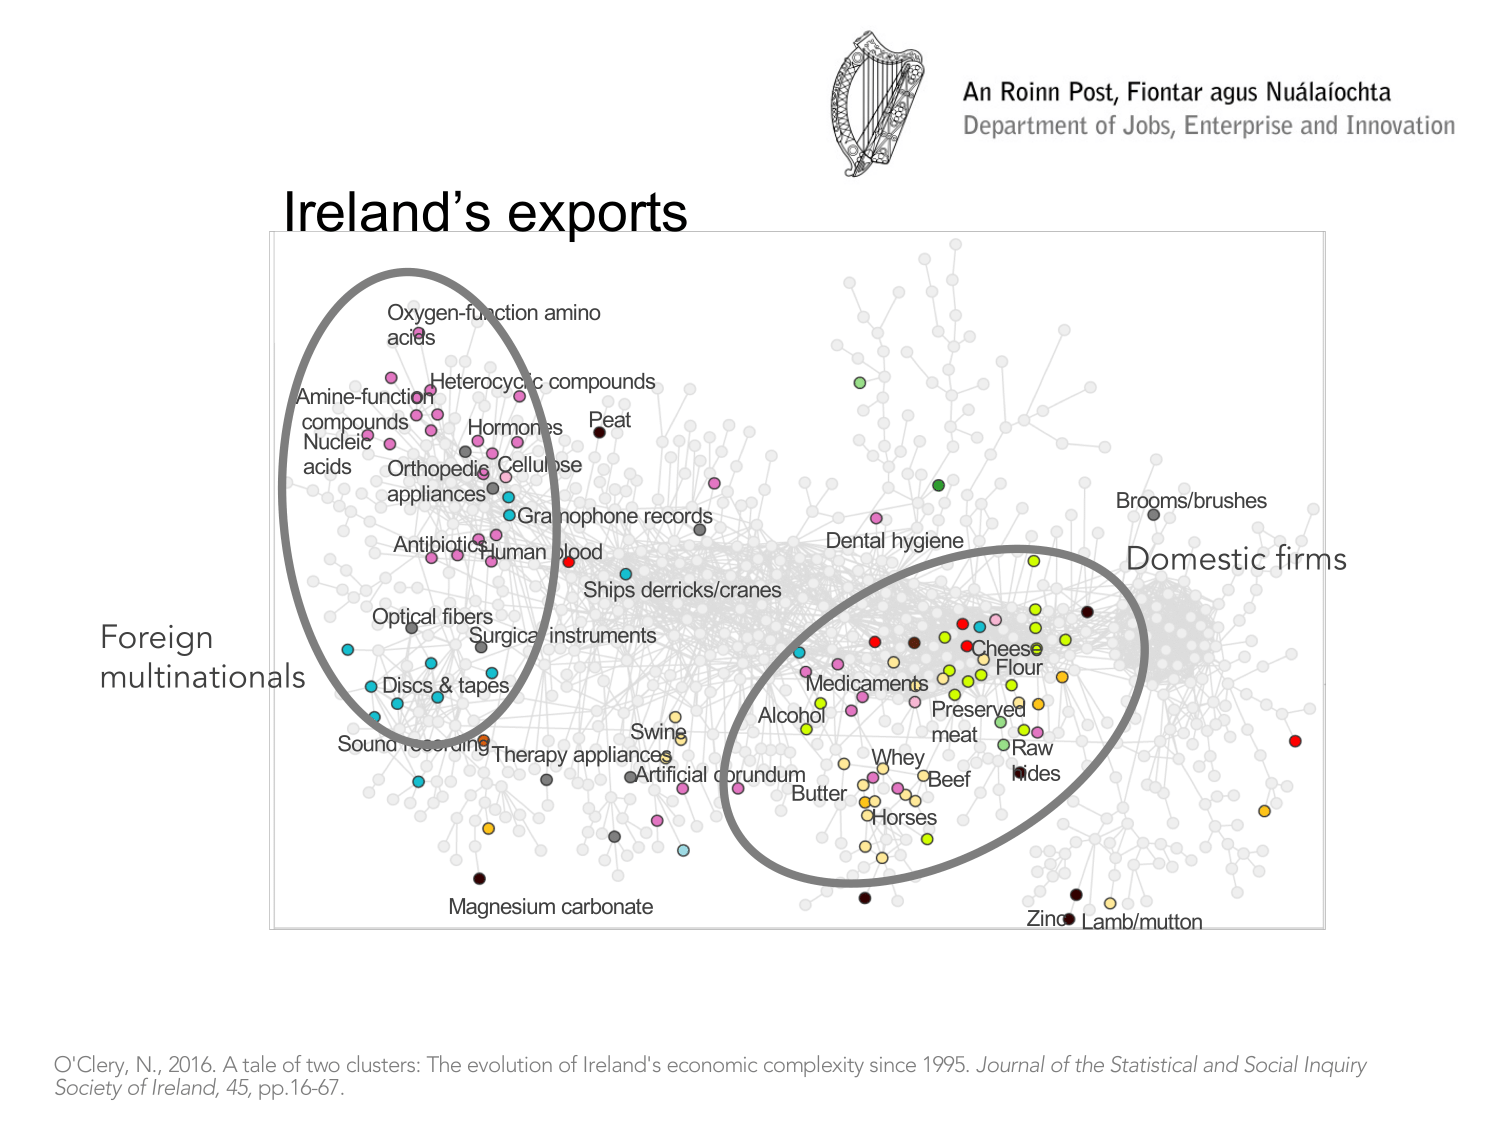 An Roinn Post, Fiontar agus Nuálaíochta
Department of Jobs, Enterprise and Innovation
Ireland's exports
Oxygen-function amino
acids
Heterocyclic compounds
Amine-function
compounds
Nucleic
acids
Hormones
Peat
Orthopedic
appliances
Cellulose
Gramophone records
Antibiotics
Human blood
Ships derricks/cranes
Dental hygiene
Brooms/brushes
Domestic firms
Foreign
multinationals
Optical fibers
Surgical instruments
Discs & tapes
Sound recording
Therapy appliances
Swine
Artificial corundum
Magnesium carbonate
Cheese
Flour
Medicaments
Alcohol
Preserved
meat
Raw
hides
Whey
Beef
Butter
Horses
Zinc
Lamb/mutton
O'Clery, N., 2016. A tale of two clusters: The evolution of Ireland's economic complexity since 1995. Journal of the Statistical and Social Inquiry
Society of Ireland, 45, pp.16-67.